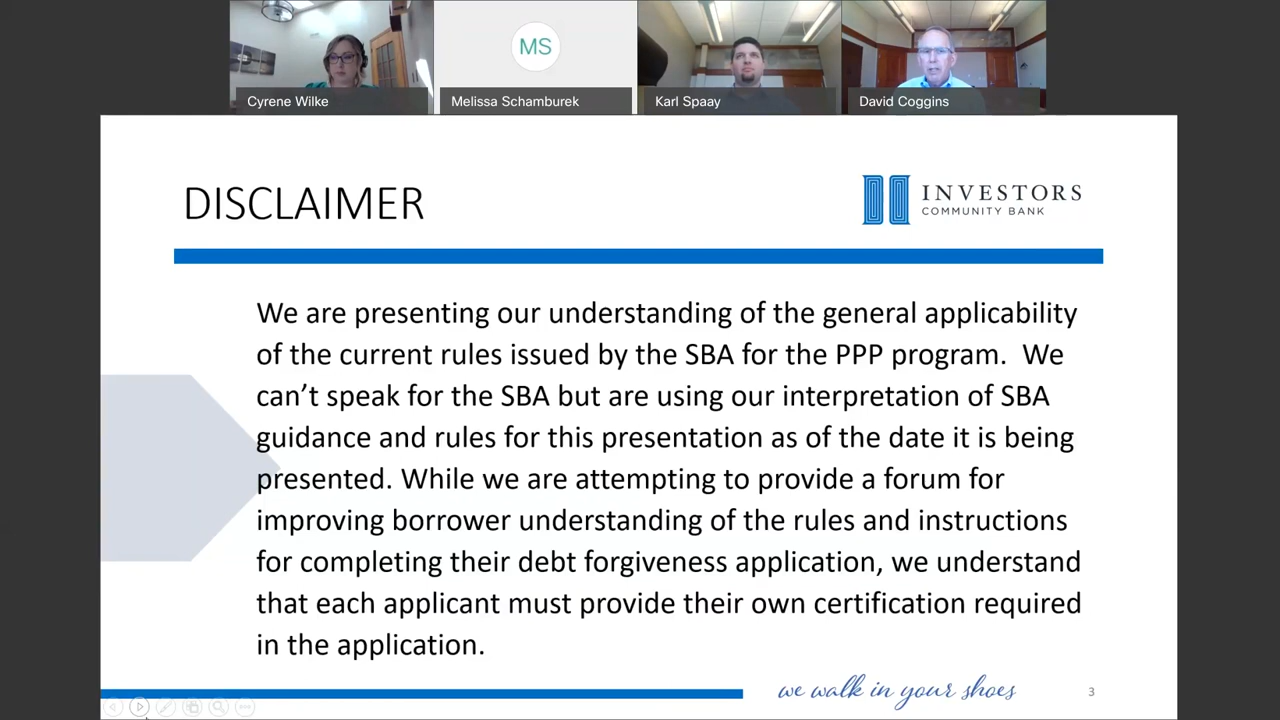 MS
Cyrene Wilke
Melissa Schamburek
Karl Spaay
David Coggins
DISCLAIMER
INVESTORS
COMMUNITY BANK
We are presenting our understanding of the general applicability
of the current rules issued by the SBA for the PPP program.  We
can’t speak for the SBA but are using our interpretation of SBA
guidance and rules for this presentation as of the date it is being
presented. While we are attempting to provide a forum for
improving borrower understanding of the rules and instructions
for completing their debt forgiveness application, we understand
that each applicant must provide their own certification required
in the application.
we walk in your shoes
3